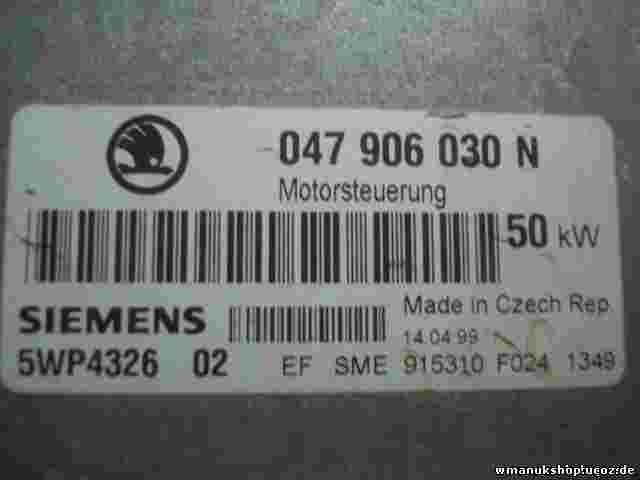 047 906 030 N
Motorsteuerung
50 kW
SIEMENS
Made in Czech Rep.
14.04.99
5WP4326 02 EF SME 915310 F024 1349
wmanukshop.ucoz.de